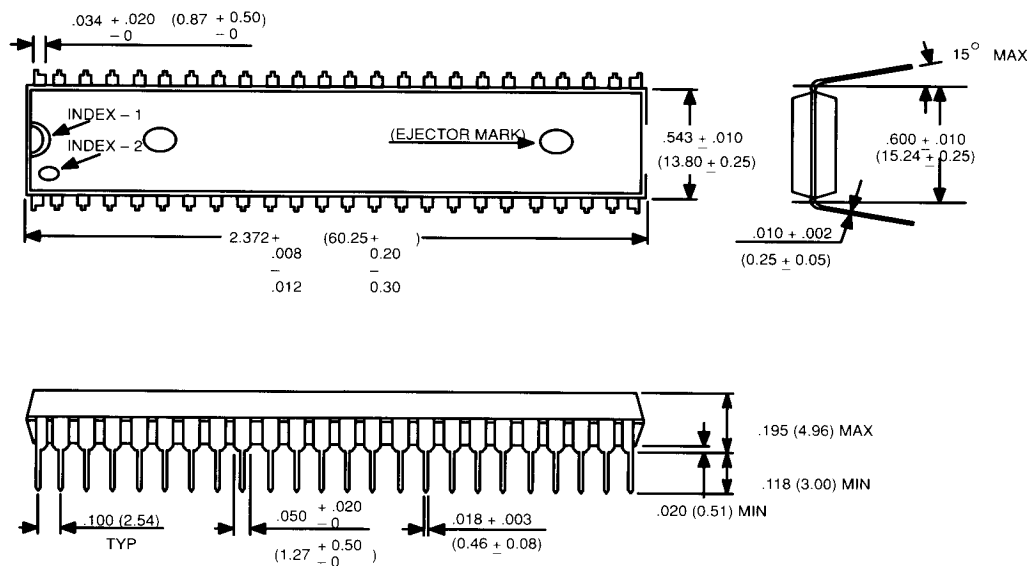 .034 + .020 (0.87 + 0.50)
– 0 – 0
15° MAX
INDEX – 1
INDEX – 2
(EJECTOR MARK)
.543 ± .010
(13.80 ± 0.25)
.600 ± .010
(15.24 ± 0.25)
.010 ± .002
(0.25 ± 0.05)
2.372 + (60.25 + )
.008 0.20
– –
.012 0.30
.195 (4.96) MAX
.118 (3.00) MIN
.020 (0.51) MIN
.100 (2.54)
TYP
.050 + .020
– 0
(1.27 + 0.50 )
– 0
.018 + .003
(0.46 ± 0.08)